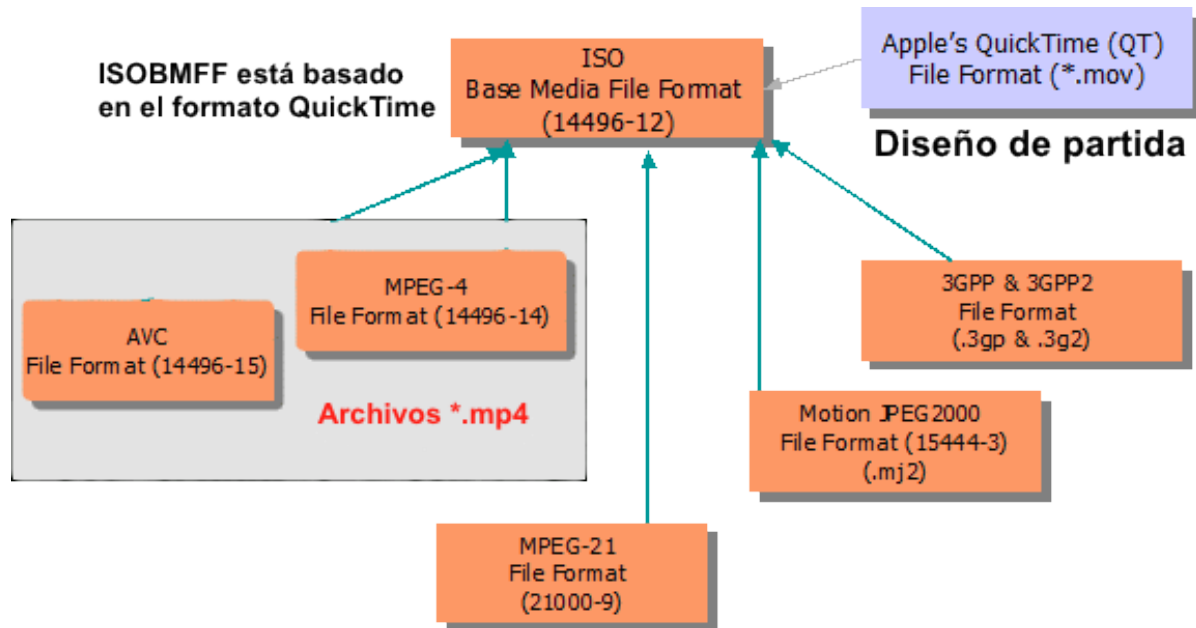 ISO
Base Media File Format
(14496-12)
Apple's QuickTime (QT)
File Format (*.mov)
ISOBMFF está basado
en el formato QuickTime
Diseño de partida
MPEG-4
File Format (14496-14)
AVC
File Format (14496-15)
Archivos *.mp4
3GPP & 3GPP2
File Format
(.3gp & .3g2)
Motion JPEG2000
File Format (15444-3)
(.mj2)
MPEG-21
File Format
(21000-9)